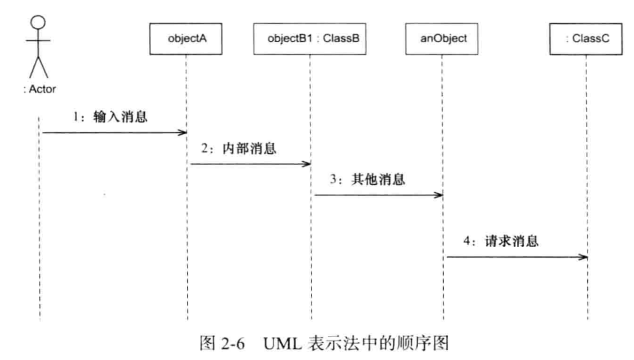 objectA
objectB1 : ClassB
anObject
: ClassC
: Actor
1：输入消息
2：内部消息
3：其他消息
4：请求消息
图 2-6 UML 表示法中的顺序图